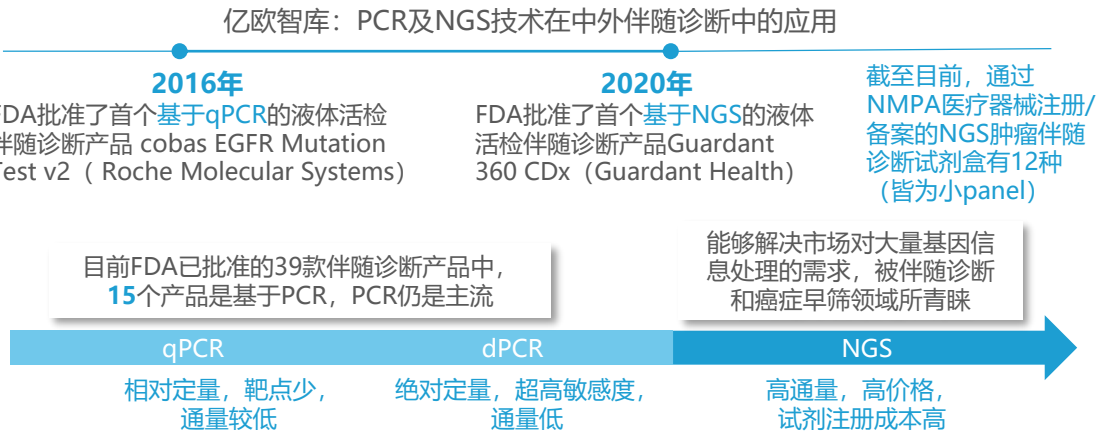 亿欧智库：PCR及NGS技术在中外伴随诊断中的应用
2016年
FDA批准了首个基于qPCR的液体活检
伴随诊断产品 cobas EGFR Mutation
Test v2（ Roche Molecular Systems）
2020年
FDA批准了首个基于NGS的液体
活检伴随诊断产品Guardant
360 CDx（Guardant Health）
截至目前，通过
NMPA医疗器械注册/
备案的NGS肿瘤伴随
诊断试剂盒有12种
（皆为小panel）
目前FDA已批准的39款伴随诊断产品中，
15个产品是基于PCR，PCR仍是主流
能够解决市场对大量基因信
息处理的需求，被伴随诊断
和癌症早筛领域所青睐
qPCR
dPCR
NGS
相对定量，靶点少，
通量较低
绝对定量，超高敏感度，
通量低
高通量，高价格，
试剂注册成本高